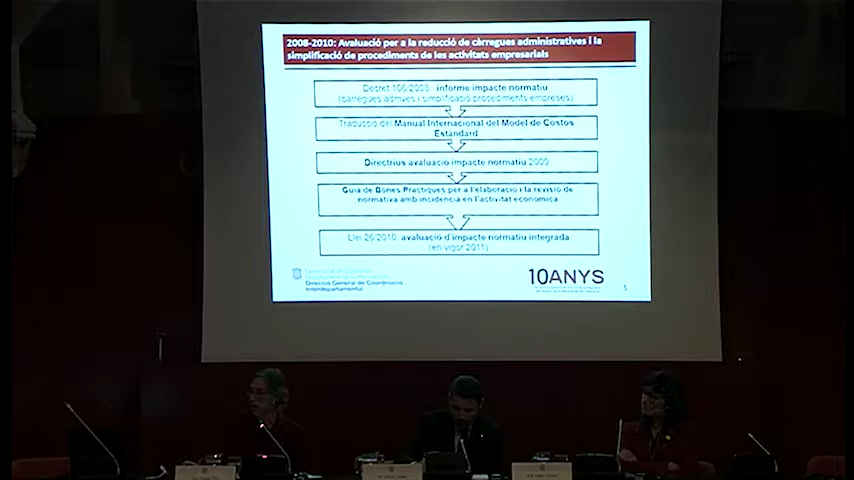 2008-2010: Avaluació per a la reducció de càrregues administratives i la
simplificació de procediments de les activitats empresarials
Decret 106/2008: informe impacte normatiu
(càrregues admves i simplificació procediments empreses)
Traducció del Manual Internacional del Model de Costos
Estàndard
Directrius avaluació impacte normatiu 2009
Guia de Bones Pràctiques per a l'elaboració i la revisió de
normativa amb incidència en l'activitat econòmica
Llei 26/2010: avaluació d'impacte normatiu integrada
(en vigor 2011)
Generalitat de Catalunya
Direcció General de Coordinació
Interdepartamental
10ANYS
5